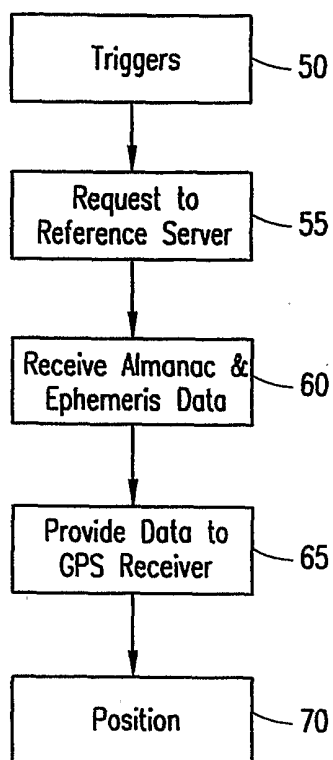 Triggers
50
Request to
Reference Server
55
Receive Almanac &
Ephemeris Data
60
Provide Data to
GPS Receiver
65
Position
70